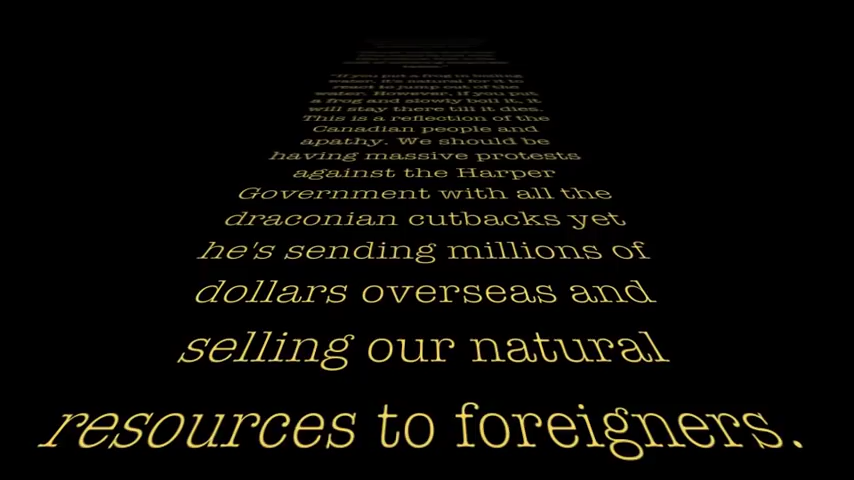 "If you put a frog in boiling
water, it's natural for it to
react to jump out of the
water. However, if you put
a frog and slowly boil it, it
will stay there till it dies.
This is a reflection of the
Canadian people and
apathy. We should be
having massive protests
against the Harper
Government with all the
draconian cutbacks yet
he's sending millions of
dollars overseas and
selling our natural
resources to foreigners.